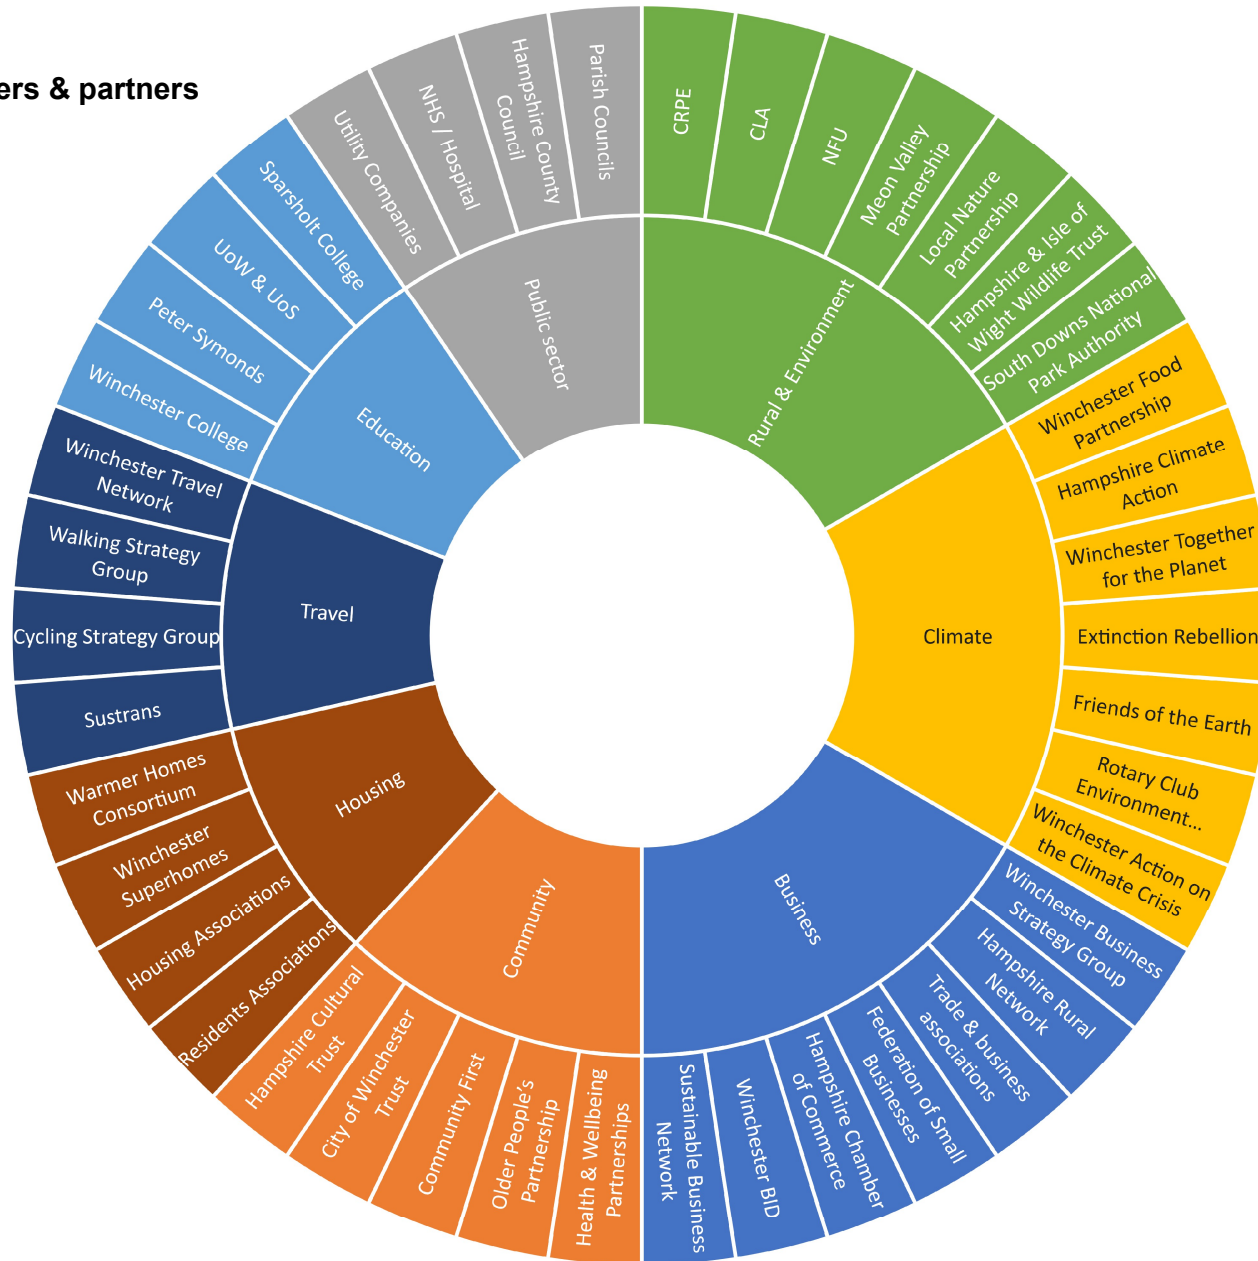 ers & partners
Rural & Environment
CRPE
CLA
NFU
Meon Valley
Partnership
Local Nature
Partnership
Hampshire & Isle of
Wight Wildlife Trust
South Downs National
Park Authority
Climate
Winchester Food
Partnership
Hampshire Climate
Action
Winchester Together
for the Planet
Extinction Rebellion
Friends of the Earth
Rotary Club
Environment...
Winchester Action on
the Climate Crisis
Business
Winchester Business
Strategy Group
Hampshire Rural
Network
Trade & business
associations
Federation of Small
Businesses
Hampshire Chamber
of Commerce
Winchester BID
Sustainable Business
Network
Community
Health & Wellbeing
Partnerships
Older People's
Partnership
Community First
City of Winchester
Trust
Hampshire Cultural
Trust
Housing
Residents Associations
Housing Associations
Winchester
Superhomes
Warmer Homes
Consortium
Travel
Sustrans
Cycling Strategy Group
Walking Strategy
Group
Winchester Travel
Network
Education
Winchester College
Peter Symonds
UoW & UoS
Sparsholt College
Public sector
Utility Companies
NHS / Hospital
Hampshire County
Council
Parish Councils